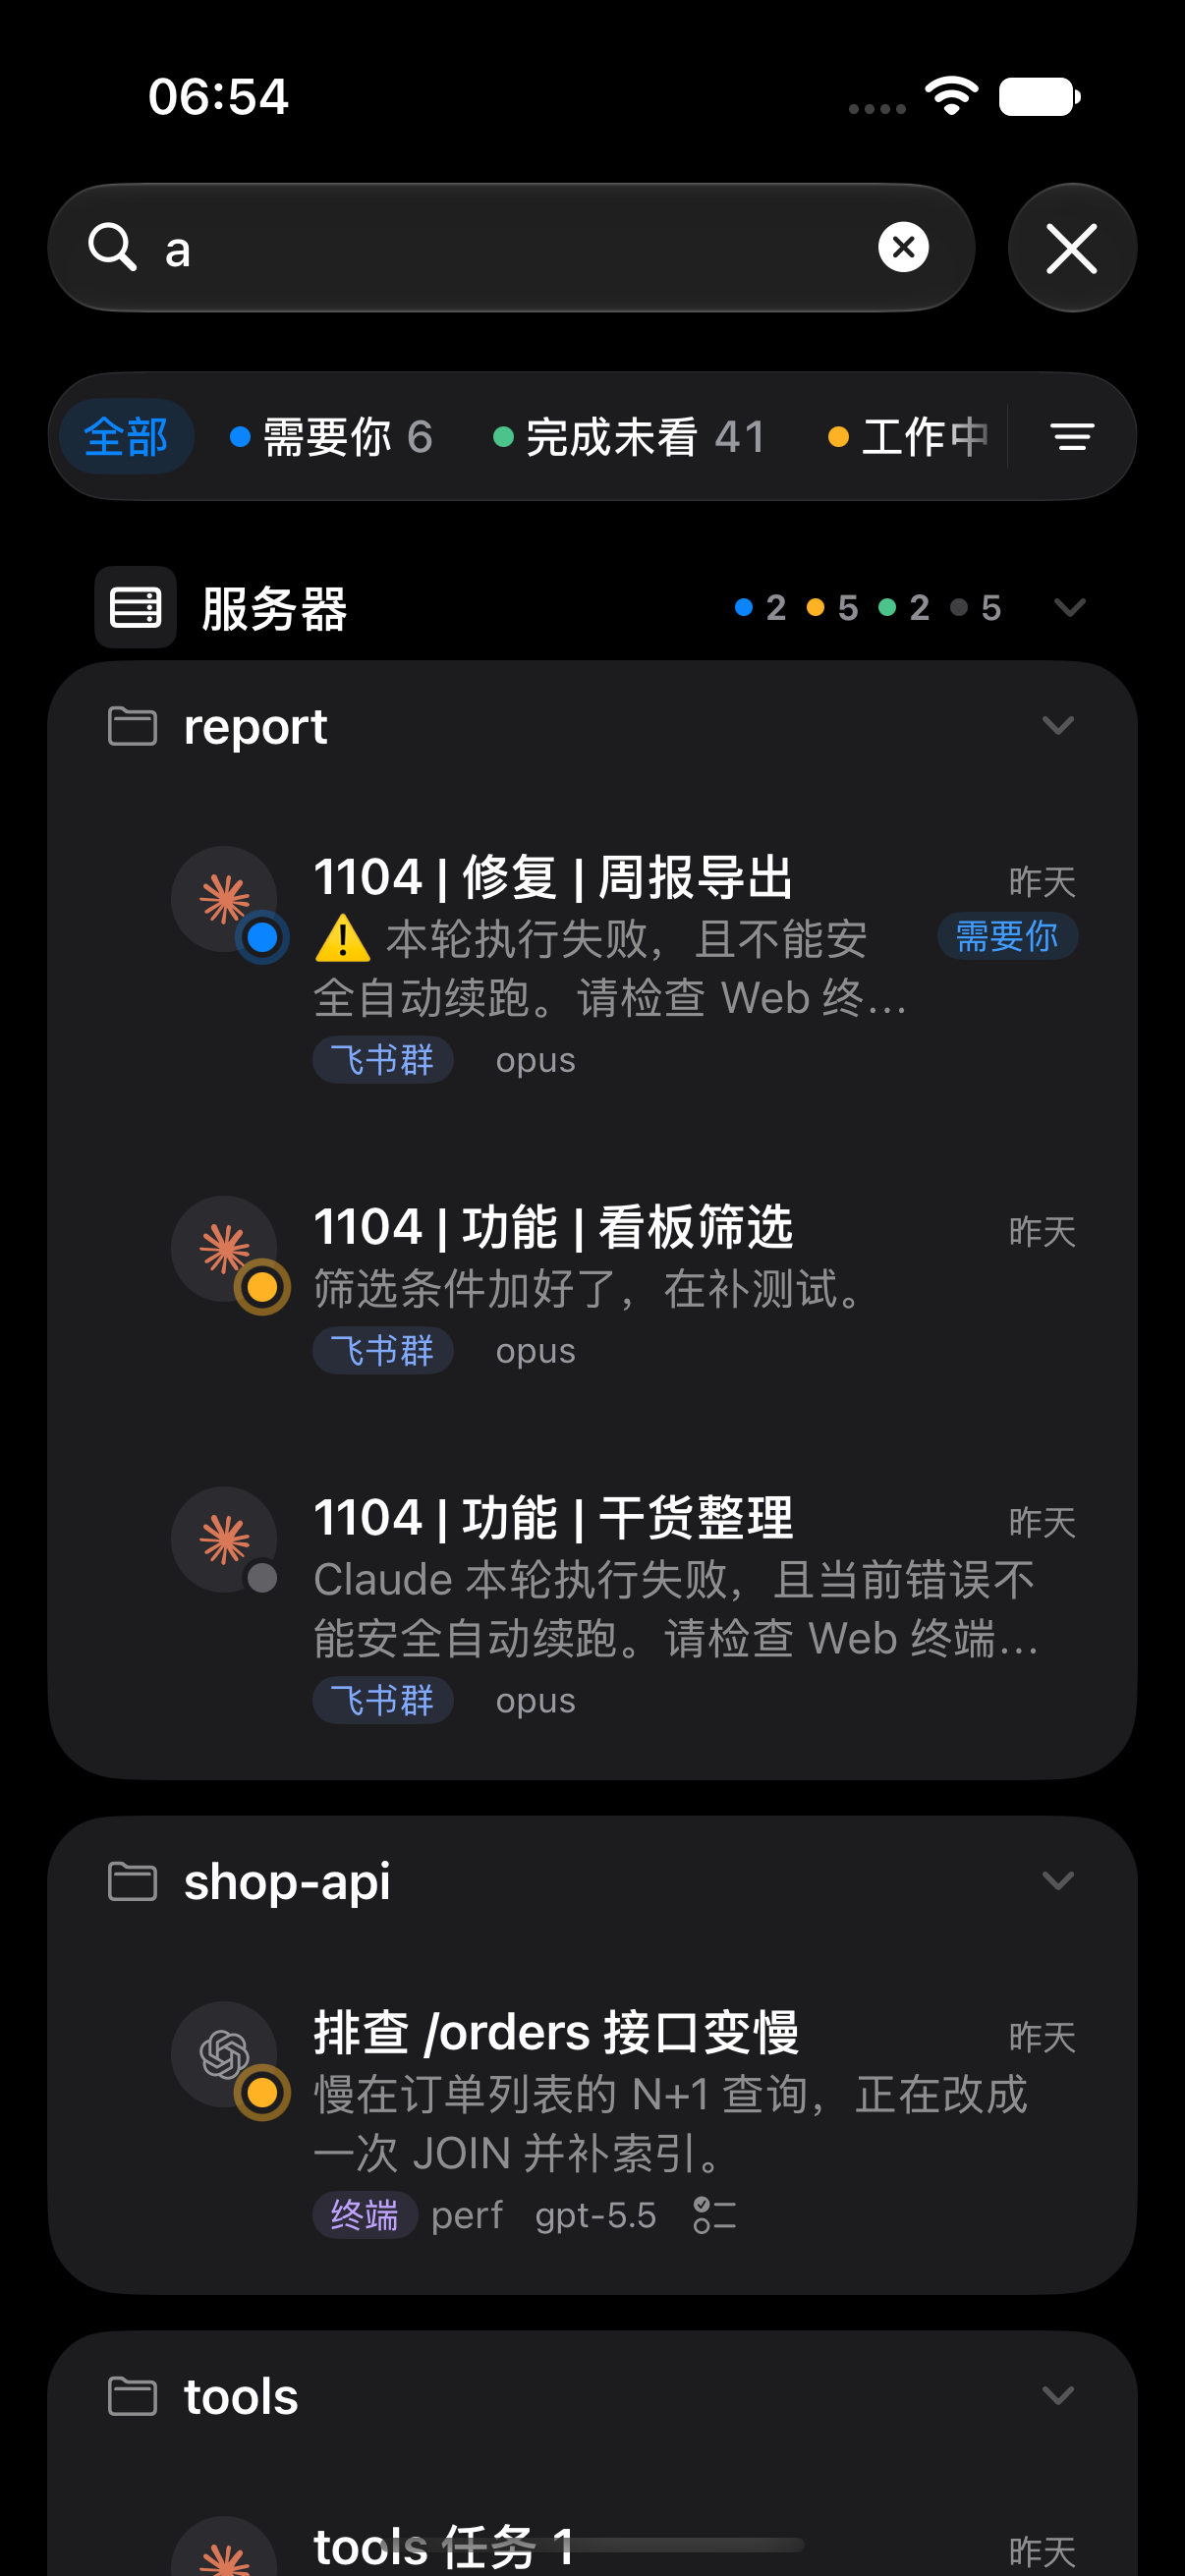 06:54
a
全部
需要你 6
完成未看 41
工作中
服务器
2 5 2 5
report
1104 | 修复 | 周报导出
昨天
⚠️ 本轮执行失败，且不能安
需要你
全自动续跑。请检查 Web 终…
飞书群 opus
1104 | 功能 | 看板筛选
昨天
筛选条件加好了，在补测试。
飞书群 opus
1104 | 功能 | 干货整理
昨天
Claude 本轮执行失败，且当前错误不
能安全自动续跑。请检查 Web 终端…
飞书群 opus
shop-api
排查 /orders 接口变慢
昨天
慢在订单列表的 N+1 查询，正在改成
一次 JOIN 并补索引。
终端 perf gpt-5.5
tools
tools 任务 1
昨天